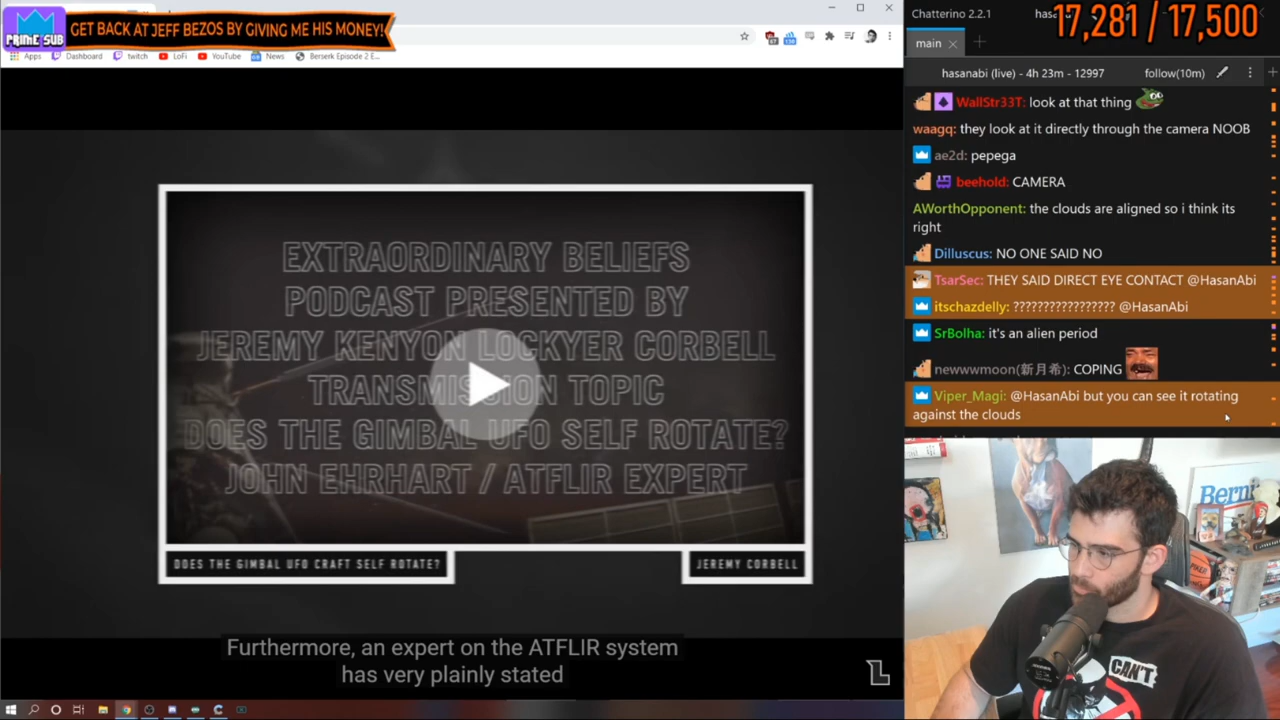 PRIME SUB
GET BACK AT JEFF BEZOS BY GIVING ME HIS MONEY!
Apps
Dashboard
twitch
LoFi
YouTube
News
Berserk Episode 2 E...
EXTRAORDINARY BELIEFS
PODCAST PRESENTED BY
JEREMY KENYON LOCKYER CORBELL
TRANSMISSION TOPIC
DOES THE GIMBAL UFO SELF ROTATE?
JOHN EHRHART / ATFLIR EXPERT
DOES THE GIMBAL UFO CRAFT SELF ROTATE?
JEREMY CORBELL
Furthermore, an expert on the ATFLIR system
has very plainly stated
Chatterino 2.2.1
17,281 / 17,500
main
hasanabi (live) - 4h 23m - 12997
follow(10m)
WallStr33T: look at that thing
waagq: they look at it directly through the camera NOOB
ae2d: pepega
beehold: CAMERA
AWorthOpponent: the clouds are aligned so i think its
right
Dilluscus: NO ONE SAID NO
TsarSec: THEY SAID DIRECT EYE CONTACT @HasanAbi
itschazdelly: ???????????????? @HasanAbi
SrBolha: it's an alien period
newwwmoon(新月希): COPING
Viper_Magi: @HasanAbi but you can see it rotating
against the clouds
Bernie
CAN'T